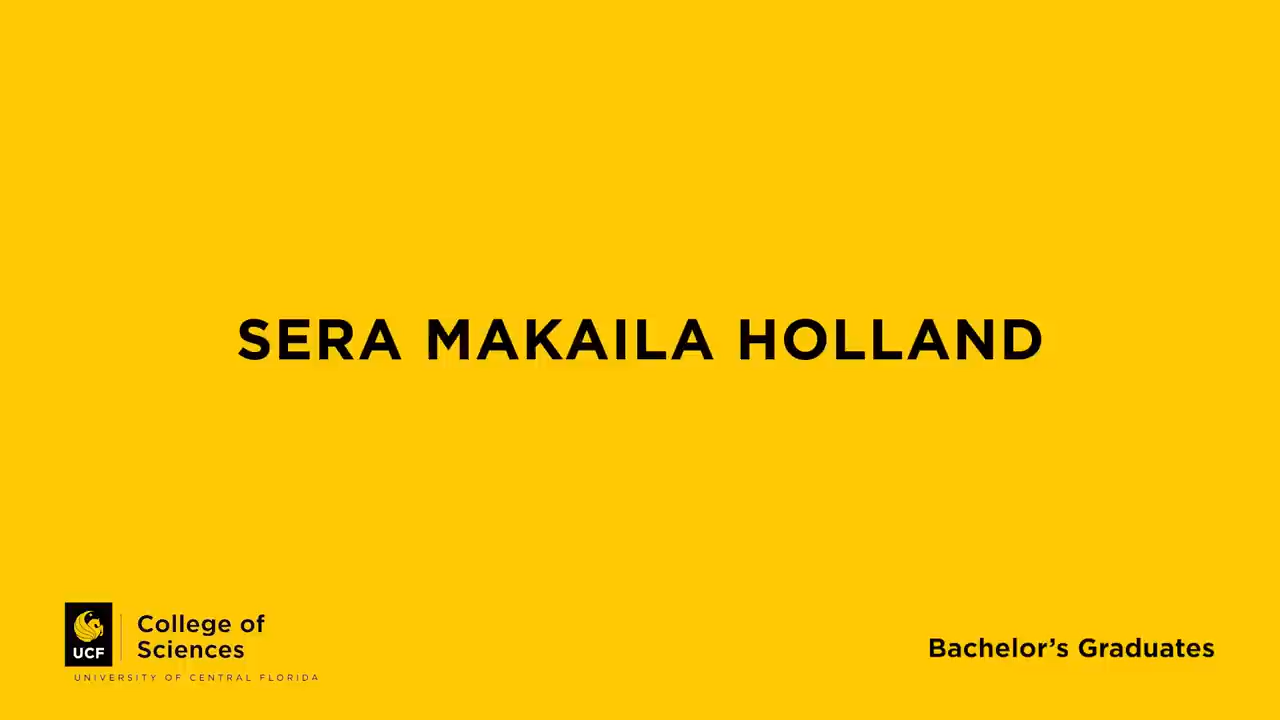 SERA MAKAILA HOLLAND
UCF
College of
Sciences
UNIVERSITY OF CENTRAL FLORIDA
Bachelor’s Graduates